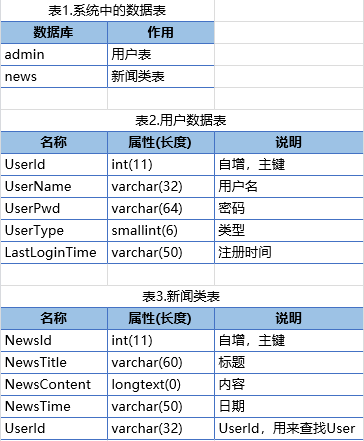 表1.系统中的数据表
数据库 作用
admin 用户表
news 新闻类表
表2.用户数据表
名称 属性(长度) 说明
UserId int(11) 自增，主键
UserName varchar(32) 用户名
UserPwd varchar(64) 密码
UserType smallint(6) 类型
LastLoginTime varchar(50) 注册时间
表3.新闻类表
名称 属性(长度) 说明
NewsId int(11) 自增，主键
NewsTitle varchar(60) 标题
NewsContent longtext(0) 内容
NewsTime varchar(50) 日期
UserId varchar(32) UserId，用来查找User